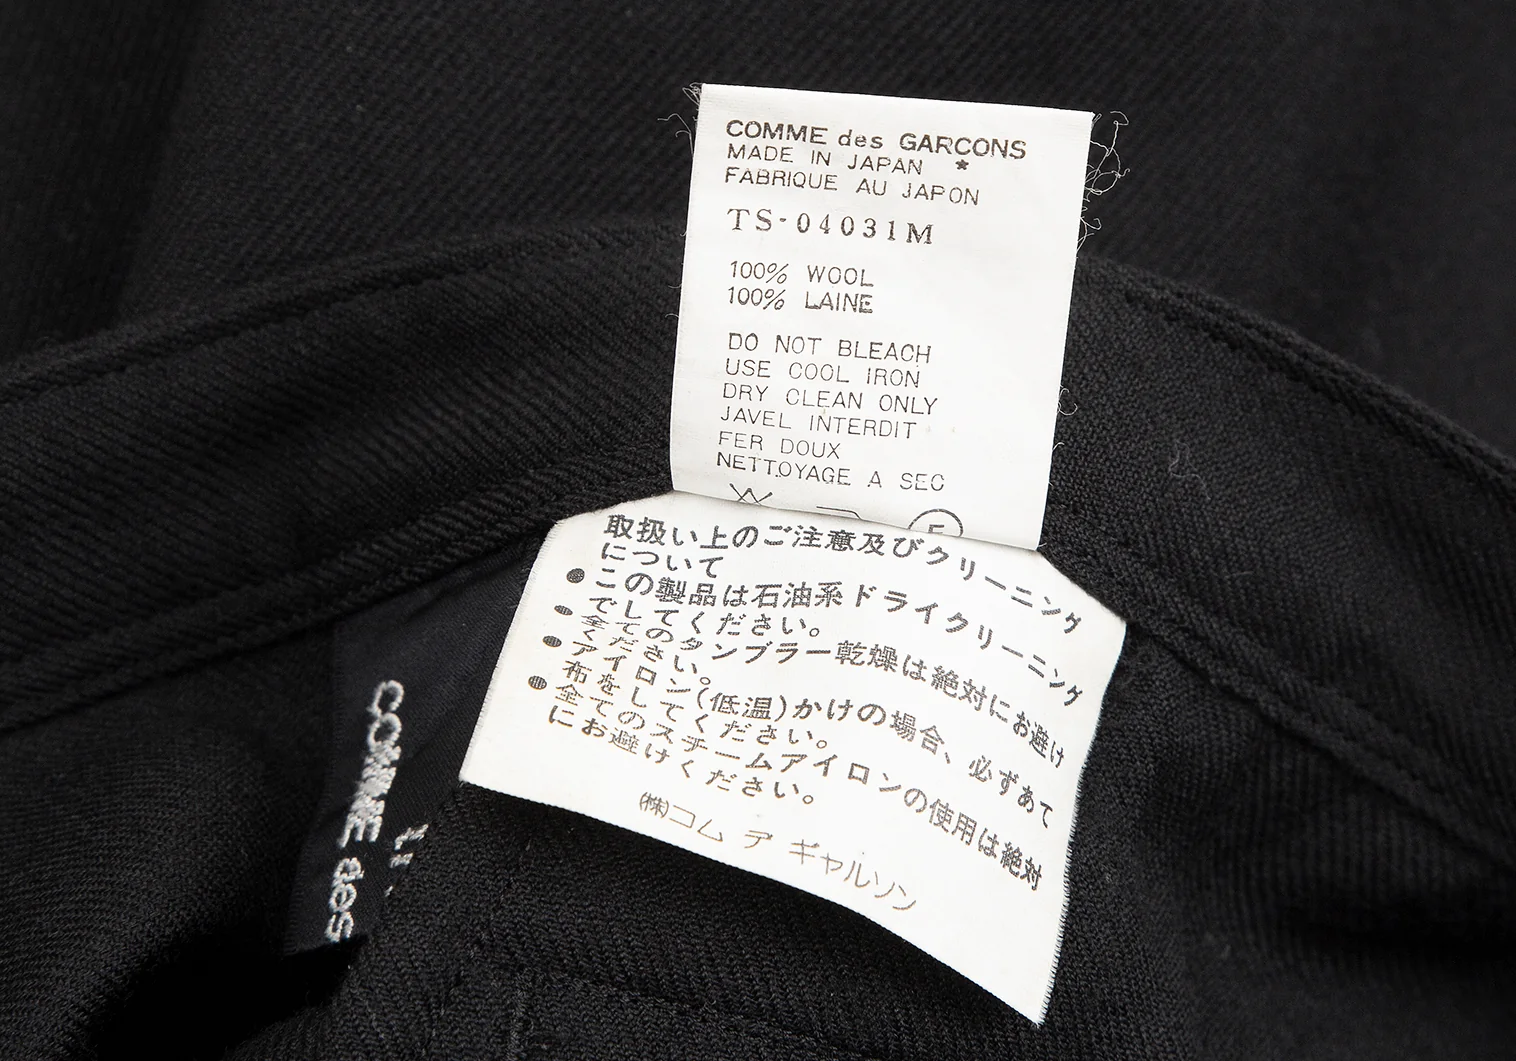 COMME des GARCONS
MADE IN JAPAN *
FABRIQUE AU JAPON
TS-04031M
100% WOOL
100% LAINE
DO NOT BLEACH
USE COOL IRON
DRY CLEAN ONLY
JAVEL INTERDIT
FER DOUX
NETTOYAGE A SEC
取扱い上のご注意及びクリーニング
について
●この製品は石油系ドライクリーニング
でしてください。
●全てのタンブラー乾燥は絶対にお避け
ください。
●アイロン(低温)かけの場合、必ずあて
布をしてください。
●全てのスチームアイロンの使用は絶対
にお避けください。
(株)コム デ ギャルソン
COMME des